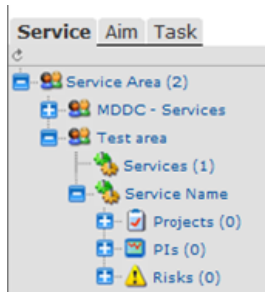 Service Aim Task
Service Area (2)
MDDC - Services
Test area
Services (1)
Service Name
Projects (0)
PIs (0)
Risks (0)